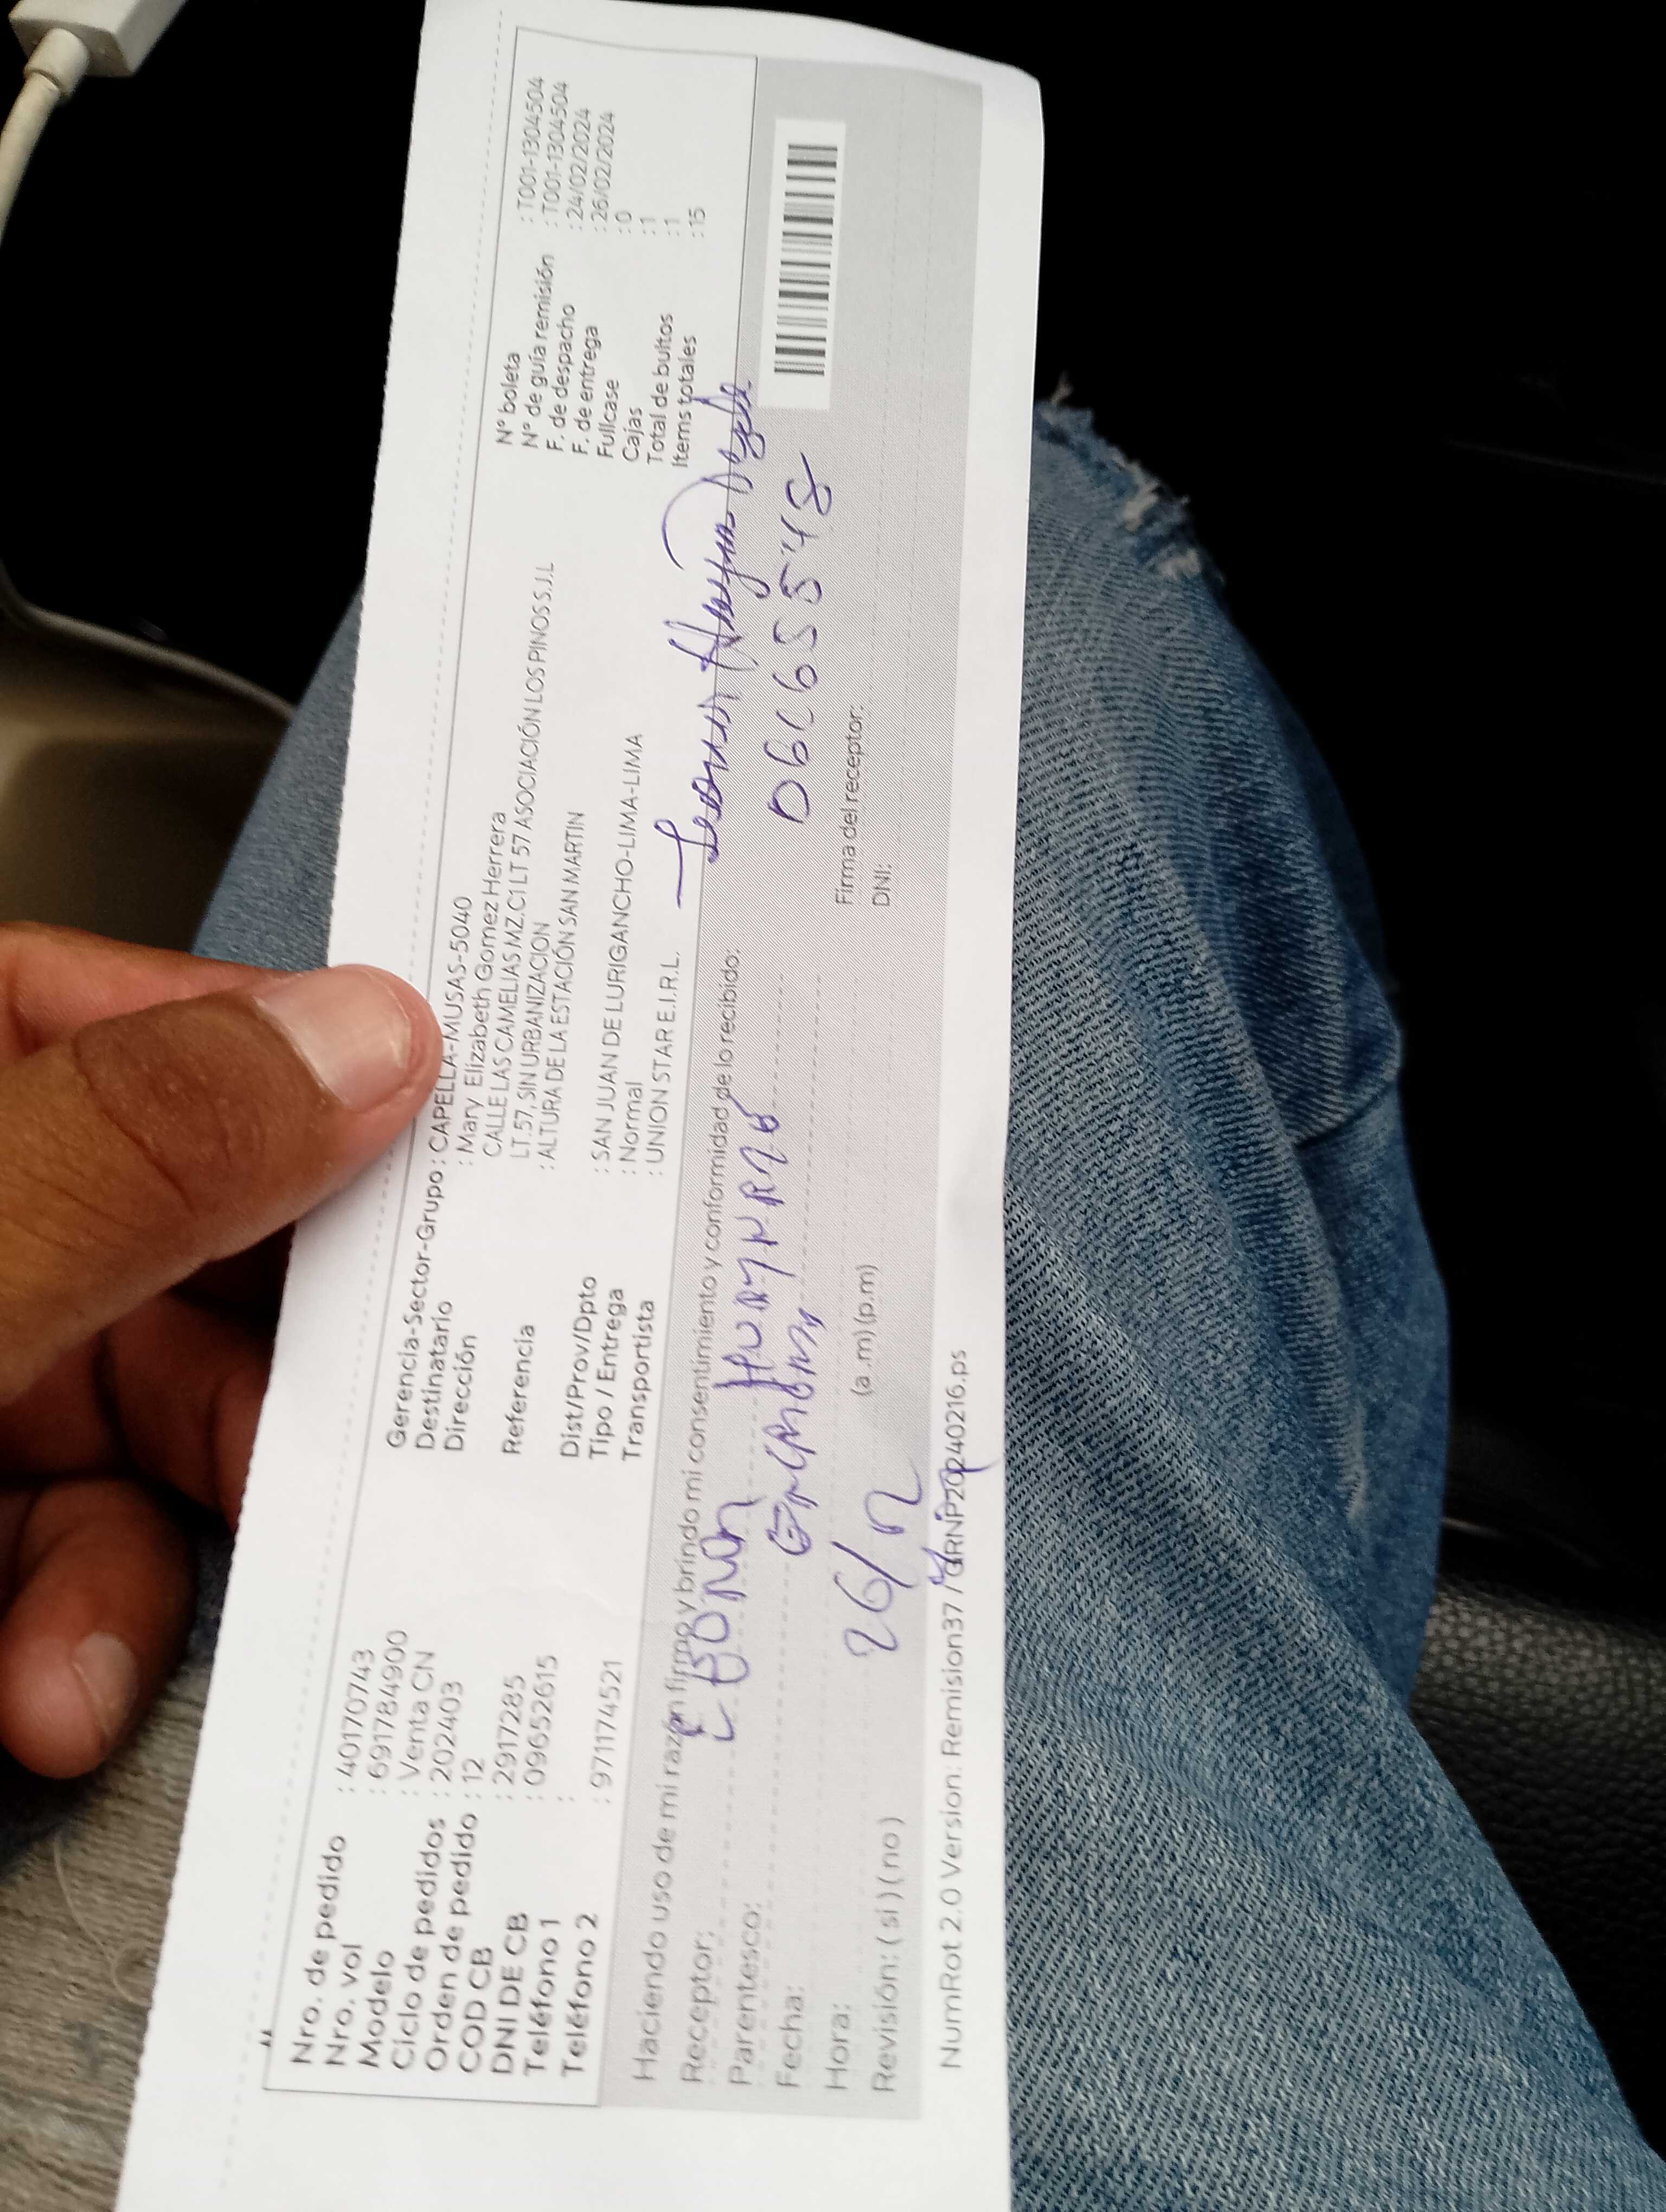 Nro. de pedido : 40170743
Nro. vol : 691784900
Modelo : Venta CN
Ciclo de pedidos : 202403
Orden de pedido : 12
COD CB : 2917285
DNI DE CB : 09652615
Teléfono 1 :
Teléfono 2 : 971174521
Gerencia-Sector-Grupo : CAPELLA-MUSAS-5040
Destinatario : Mary Elizabeth Gomez Herrera
Dirección CALLE LAS CAMELIAS MZ.C1 LT 57 ASOCIACIÓN LOS PINOS S.J.L
LT.57, SIN URBANIZACION
Referencia : ALTURA DE LA ESTACIÓN SAN MARTIN
Dist/Prov/Dpto : SAN JUAN DE LURIGANCHO-LIMA-LIMA
Tipo / Entrega : Normal
Transportista : UNION STAR E.I.R.L.
N° boleta : T001-1304504
N° de guía remisión : T001-1304504
F. de despacho : 24/02/2024
F. de entrega : 26/02/2024
Fullcase : 0
Cajas : 1
Total de bultos : 1
Items totales : 15
Haciendo uso de mi razón firmo y brindo mi consentimiento y conformidad de lo recibido:
Receptor:
Parentesco:
Fecha: 26/
Hora: (a.m) (p.m)
Revisión: ( si ) ( no )
Firma del receptor:
DNI:
NumRot 2.0 Version: Remision37 / GRNP20240216.ps